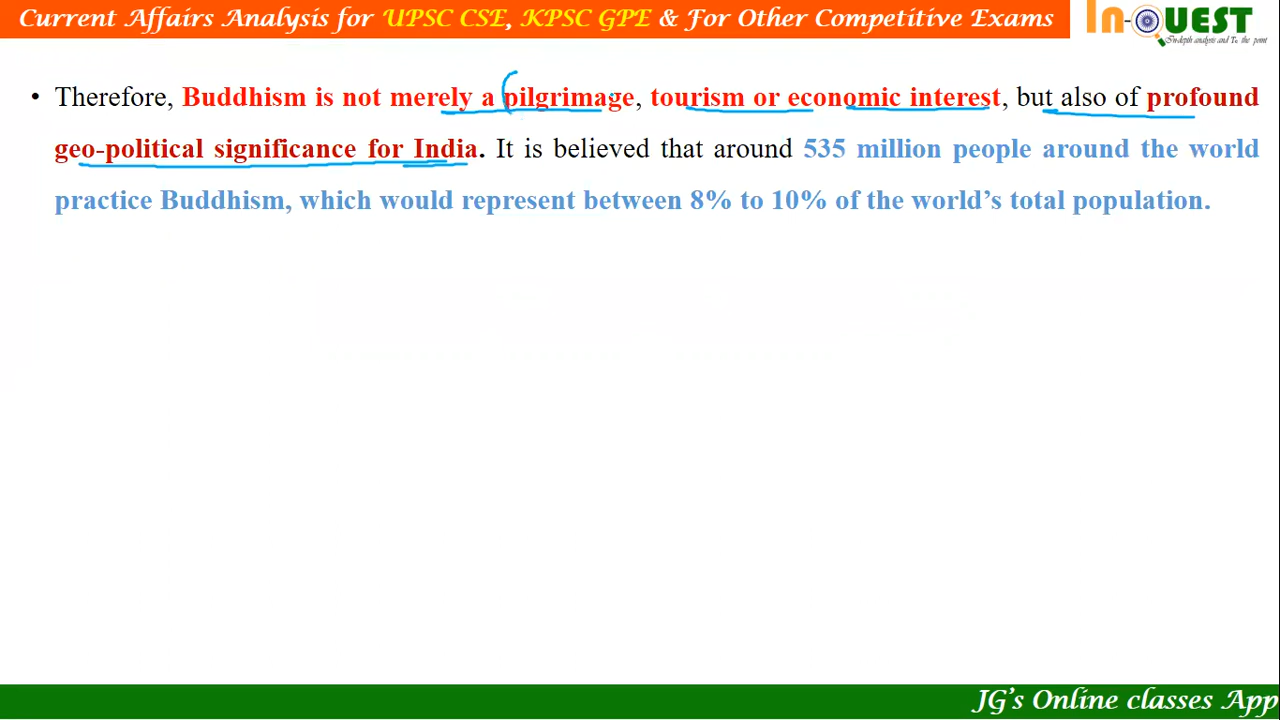 Current Affairs Analysis for UPSC CSE, KPSC GPE & For Other Competitive Exams
In-QUEST
In-depth analysis and To the point
• Therefore, Buddhism is not merely a pilgrimage, tourism or economic interest, but also of profound
geo-political significance for India. It is believed that around 535 million people around the world
practice Buddhism, which would represent between 8% to 10% of the world’s total population.
JG’s Online classes App